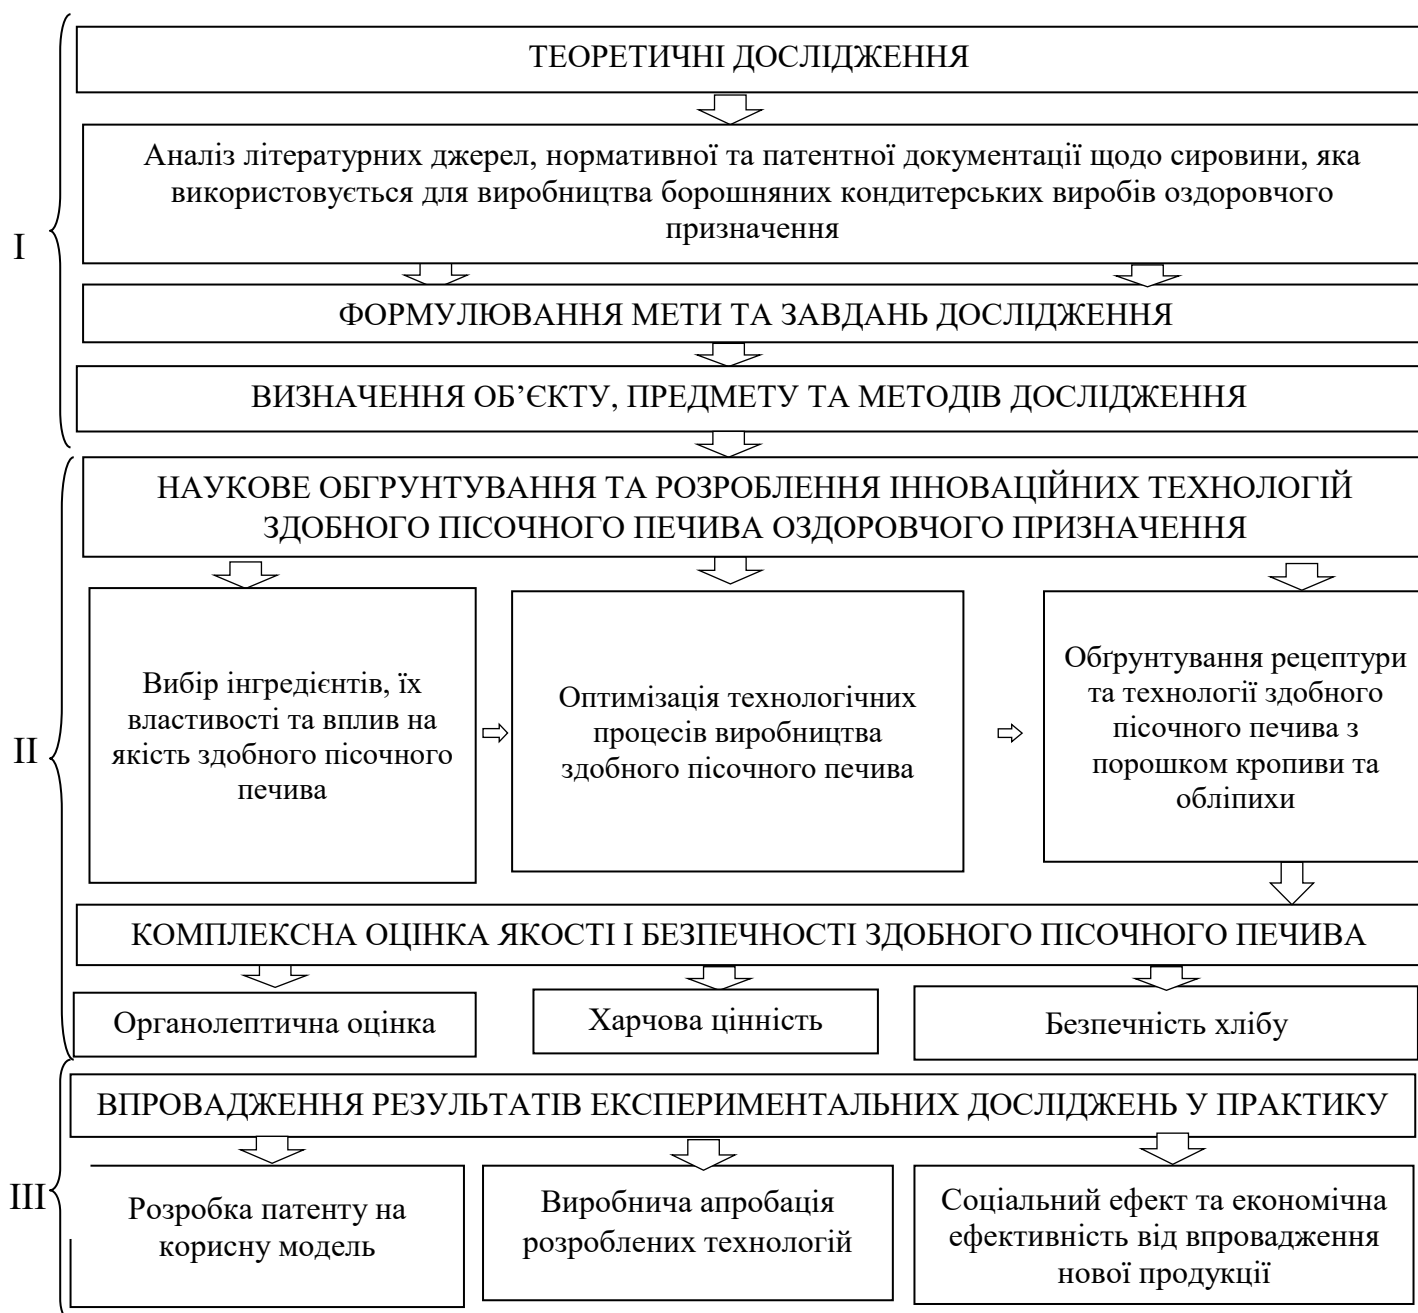 ТЕОРЕТИЧНІ ДОСЛІДЖЕННЯ
Аналіз літературних джерел, нормативної та патентної документації щодо сировини, яка
використовується для виробництва борошняних кондитерських виробів оздоровчого
призначення
I
ФОРМУЛЮВАННЯ МЕТИ ТА ЗАВДАНЬ ДОСЛІДЖЕННЯ
ВИЗНАЧЕННЯ ОБ’ЄКТУ, ПРЕДМЕТУ ТА МЕТОДІВ ДОСЛІДЖЕННЯ
НАУКОВЕ ОБГРУНТУВАННЯ ТА РОЗРОБЛЕННЯ ІННОВАЦІЙНИХ ТЕХНОЛОГІЙ
ЗДОБНОГО ПІСОЧНОГО ПЕЧИВА ОЗДОРОВЧОГО ПРИЗНАЧЕННЯ
II
Вибір інгредієнтів, їх
властивості та вплив на
якість здобного пісочного
печива
Оптимізація технологічних
процесів виробництва
здобного пісочного печива
Обґрунтування рецептури
та технології здобного
пісочного печива з
порошком кропиви та
обліпихи
КОМПЛЕКСНА ОЦІНКА ЯКОСТІ І БЕЗПЕЧНОСТІ ЗДОБНОГО ПІСОЧНОГО ПЕЧИВА
Органолептична оцінка
Харчова цінність
Безпечність хлібу
ВПРОВАДЖЕННЯ РЕЗУЛЬТАТІВ ЕКСПЕРИМЕНТАЛЬНИХ ДОСЛІДЖЕНЬ У ПРАКТИКУ
III
Розробка патенту на
корисну модель
Виробнича апробація
розроблених технологій
Соціальний ефект та економічна
ефективність від впровадження
нової продукції